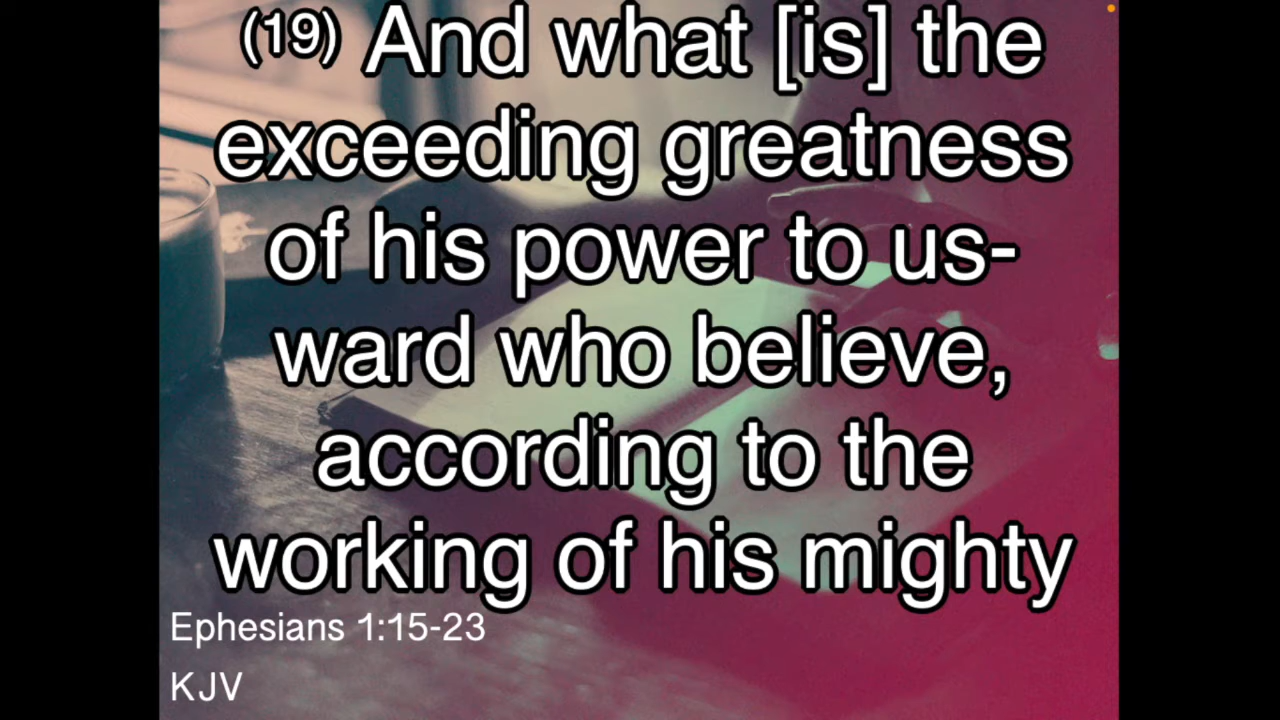 (19) And what [is] the
exceeding greatness
of his power to us-
ward who believe,
according to the
working of his mighty
Ephesians 1:15-23
KJV